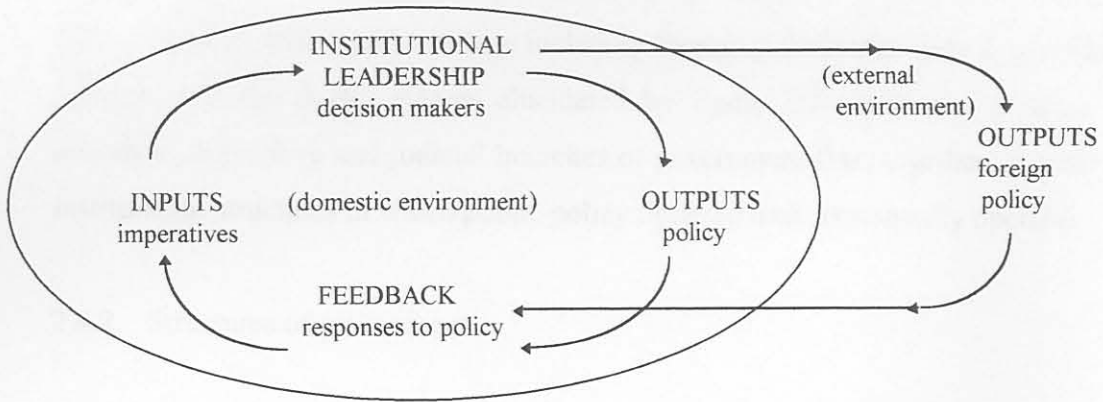 INSTITUTIONAL
LEADERSHIP
decision makers
(external
environment)
OUTPUTS
foreign
policy
INPUTS
imperatives
(domestic environment)
OUTPUTS
policy
FEEDBACK
responses to policy